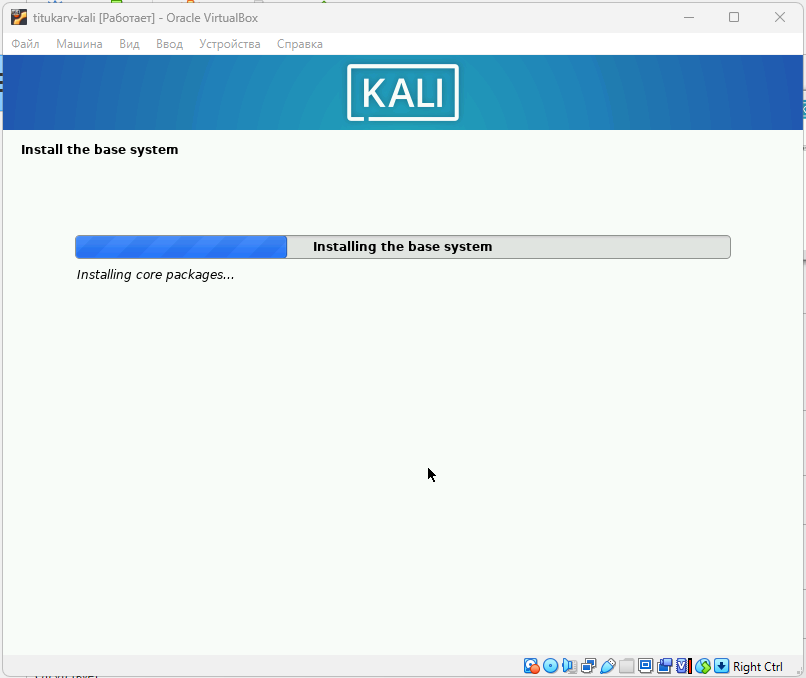 titukarv-kali [Работает] - Oracle VirtualBox
Файл Машина Вид Ввод Устройства Справка
KALI
Install the base system
Installing the base system
Installing core packages...
Right Ctrl